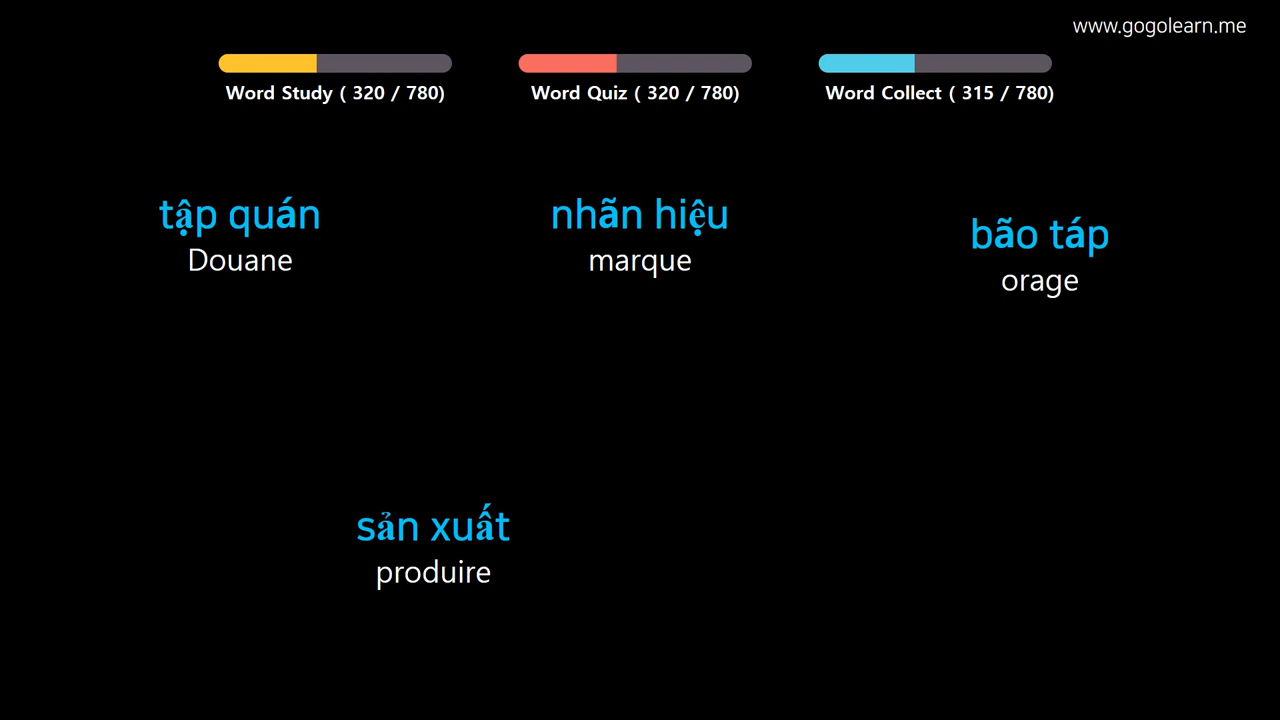 www.gogolearn.me
Word Study ( 320 / 780)
Word Quiz ( 320 / 780)
Word Collect ( 315 / 780)
tập quán
Douane
nhãn hiệu
marque
bão táp
orage
sản xuất
produire